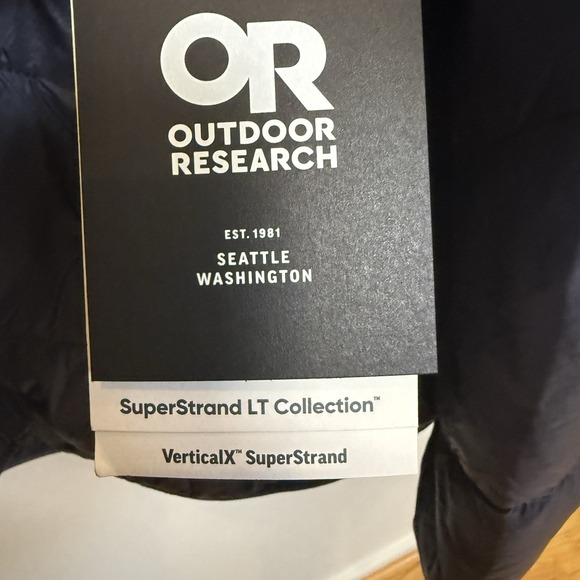 OR
OUTDOOR
RESEARCH
EST. 1981
SEATTLE
WASHINGTON
SuperStrand LT Collection™
VerticalX™ SuperStrand